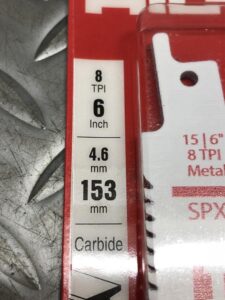 8
TPI
6
Inch
4.6
mm
153
mm
Carbide
15 | 6"
8 TPI
Metal
SPX